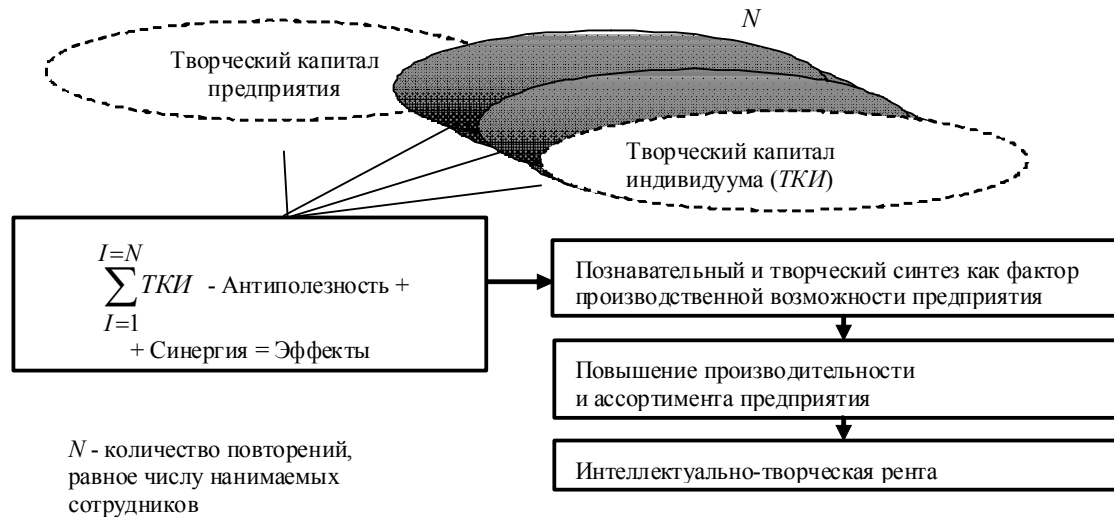 N
Творческий капитал
предприятия
Творческий капитал
индивидуума (ТКИ)
I=N
∑ ТКИ - Антиполезность +
I=1
+ Синергия = Эффекты
Познавательный и творческий синтез как фактор
производственной возможности предприятия
Повышение производительности
и ассортимента предприятия
Интеллектуально-творческая рента
N - количество повторений,
равное числу нанимаемых
сотрудников